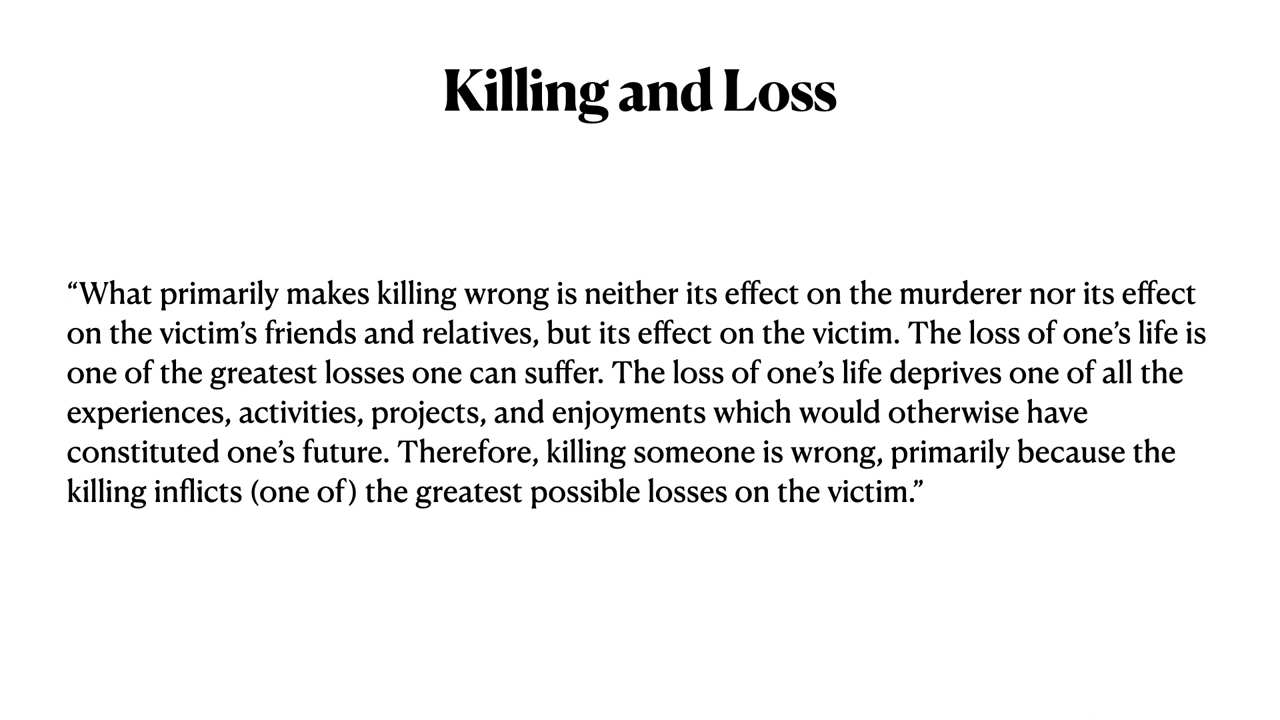 Killing and Loss
“What primarily makes killing wrong is neither its effect on the murderer nor its effect
on the victim’s friends and relatives, but its effect on the victim. The loss of one’s life is
one of the greatest losses one can suffer. The loss of one’s life deprives one of all the
experiences, activities, projects, and enjoyments which would otherwise have
constituted one’s future. Therefore, killing someone is wrong, primarily because the
killing inflicts (one of) the greatest possible losses on the victim.”